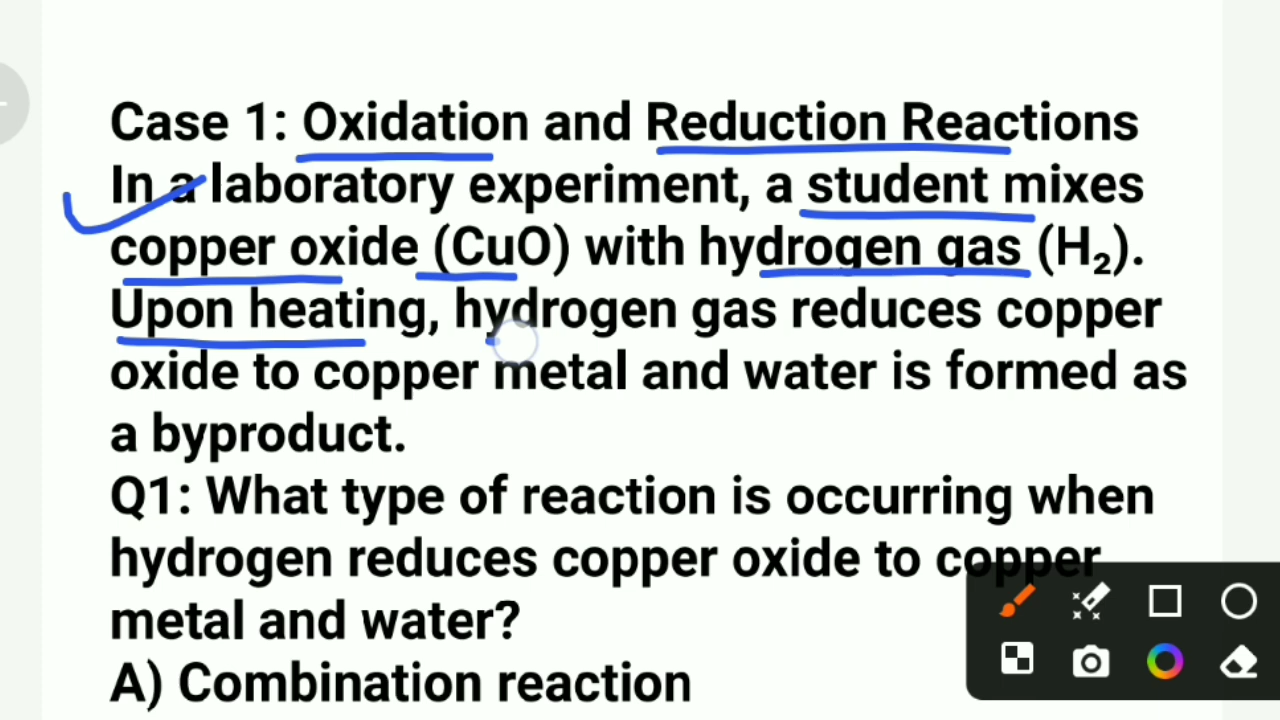 Case 1: Oxidation and Reduction Reactions
In a laboratory experiment, a student mixes
copper oxide (CuO) with hydrogen gas (H₂).
Upon heating, hydrogen gas reduces copper
oxide to copper metal and water is formed as
a byproduct.
Q1: What type of reaction is occurring when
hydrogen reduces copper oxide to copper
metal and water?
A) Combination reaction